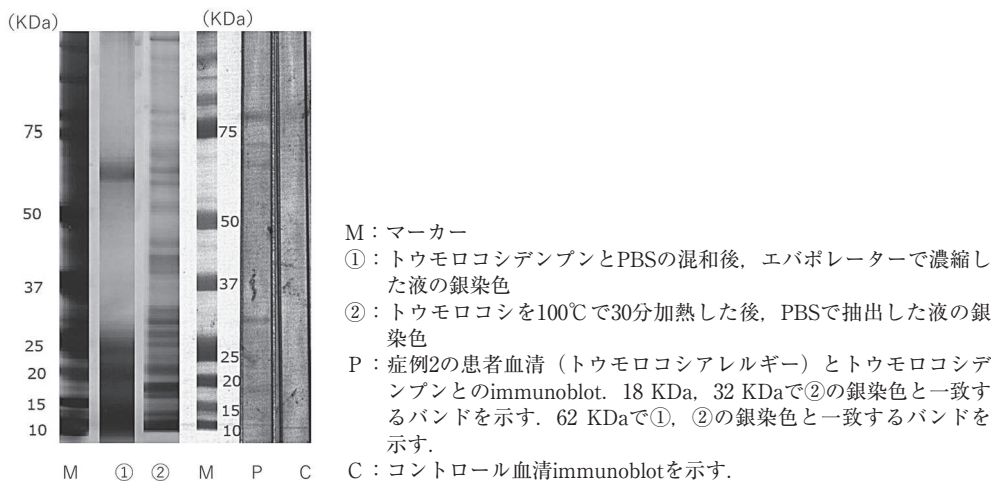 (KDa)
(KDa)
75
50
37
25
20
15
10
75
50
37
25
20
15
10
M ① ② M P C
M：マーカー
①：トウモロコシデンプンとPBSの混和後，エバポレーターで濃縮し
た液の銀染色
②：トウモロコシを100℃で30分加熱した後，PBSで抽出した液の銀
染色
P：症例2の患者血清（トウモロコシアレルギー）とトウモロコシデ
ンプンとのimmunoblot．18 KDa，32 KDaで②の銀染色と一致す
るバンドを示す．62 KDaで①，②の銀染色と一致するバンドを
示す．
C：コントロール血清immunoblotを示す．